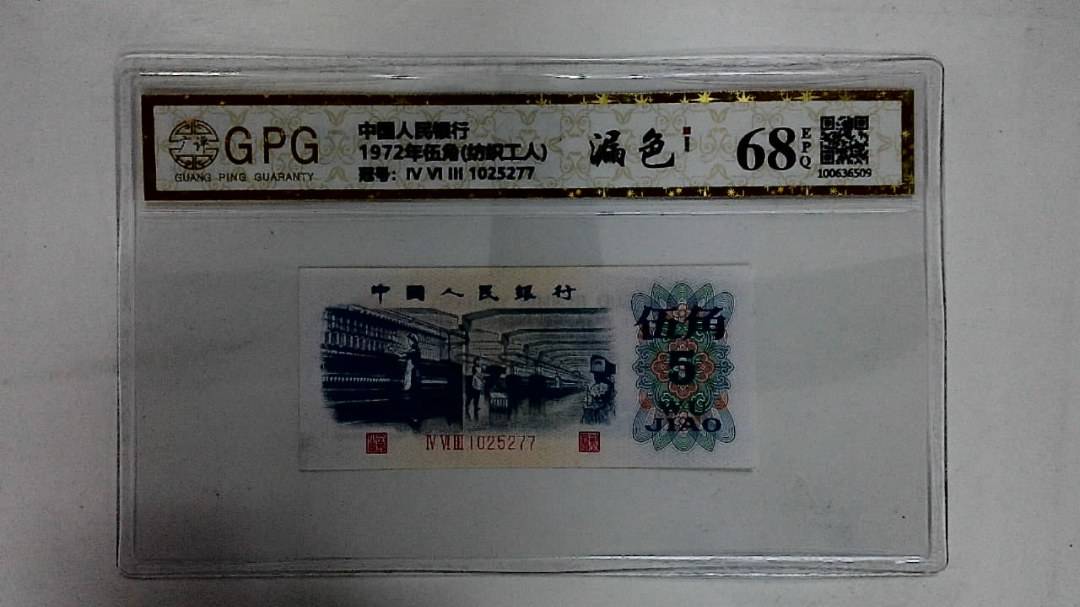 GPG
GUANG PING GUARANTY
中国人民银行
1972年伍角(纺织工人)
冠号：Ⅳ Ⅵ Ⅲ 1025277
漏色
68
EPQ
100636509
中國人民銀行
伍角
5
WU
JIAO
Ⅳ Ⅵ Ⅲ 1025277